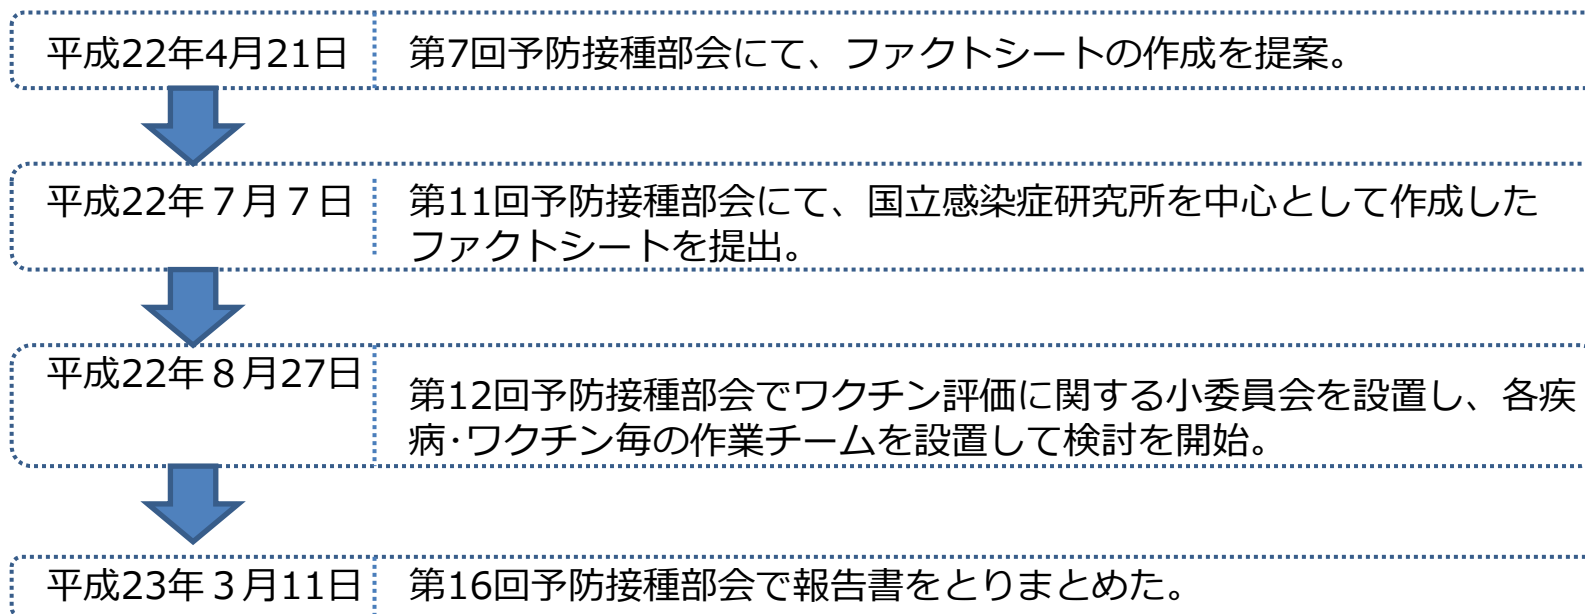 平成22年4月21日 第7回予防接種部会にて、ファクトシートの作成を提案。
平成22年７月７日 第11回予防接種部会にて、国立感染症研究所を中心として作成した
ファクトシートを提出。
平成22年８月27日
第12回予防接種部会でワクチン評価に関する小委員会を設置し、各疾
病･ワクチン毎の作業チームを設置して検討を開始。
平成23年３月11日 第16回予防接種部会で報告書をとりまとめた。